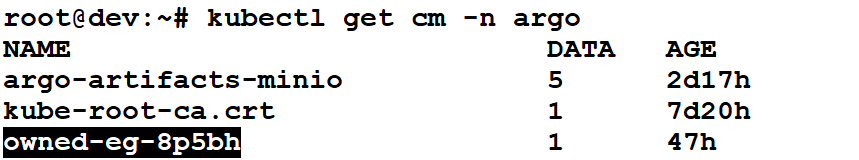 root@dev:~# kubectl get cm -n argo
NAME DATA AGE
argo-artifacts-minio 5 2d17h
kube-root-ca.crt 1 7d20h
owned-eg-8p5bh 1 47h